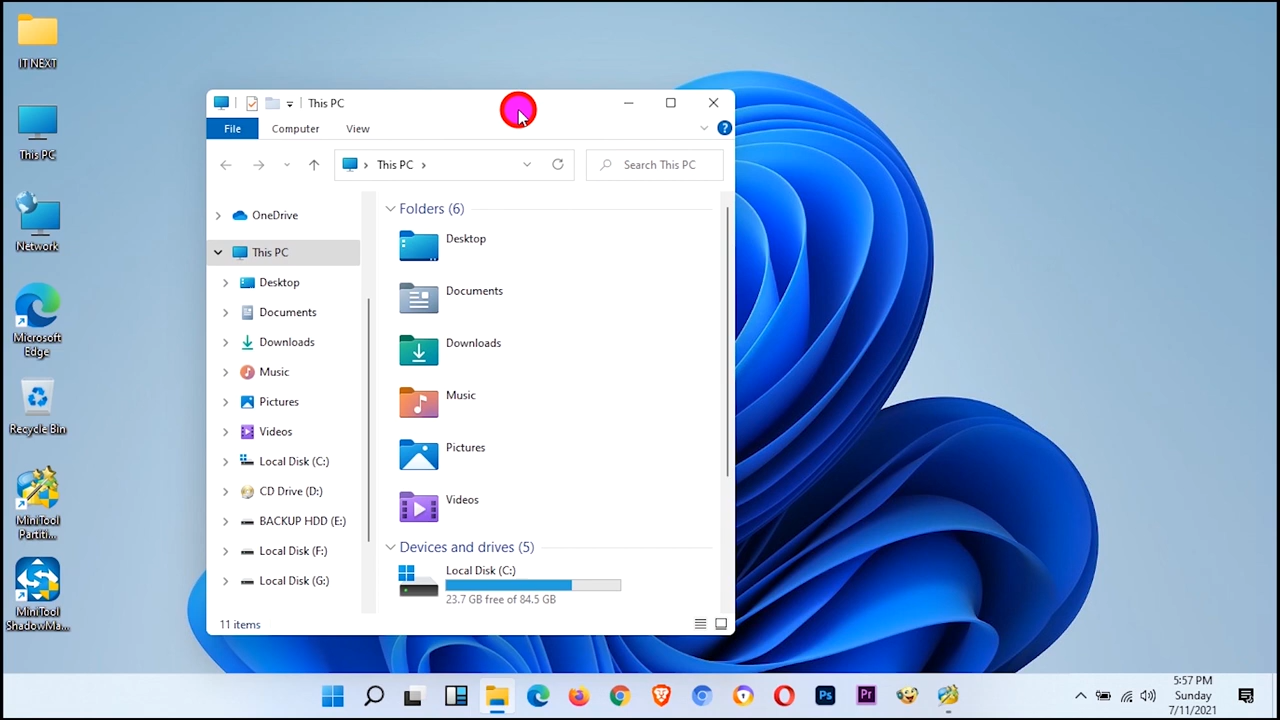 IT NEXT
This PC
Network
Microsoft
Edge
Recycle Bin
MiniTool
Partiti...
MiniTool
ShadowMa...
This PC
File
Computer
View
?
This PC
Search This PC
OneDrive
This PC
Desktop
Documents
Downloads
Music
Pictures
Videos
Local Disk (C:)
CD Drive (D:)
BACKUP HDD (E:)
Local Disk (F:)
Local Disk (G:)
Folders (6)
Desktop
Documents
Downloads
Music
Pictures
Videos
Devices and drives (5)
Local Disk (C:)
23.7 GB free of 84.5 GB
11 items
Ps
Pr
5:57 PM
Sunday
7/11/2021